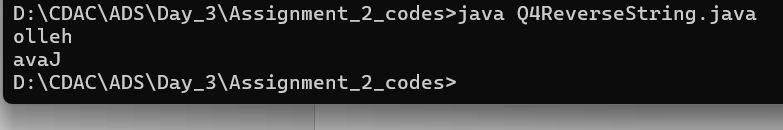 D:\CDAC\ADS\Day_3\Assignment_2_codes>java Q4ReverseString.java
olleh
avaJ
D:\CDAC\ADS\Day_3\Assignment_2_codes>